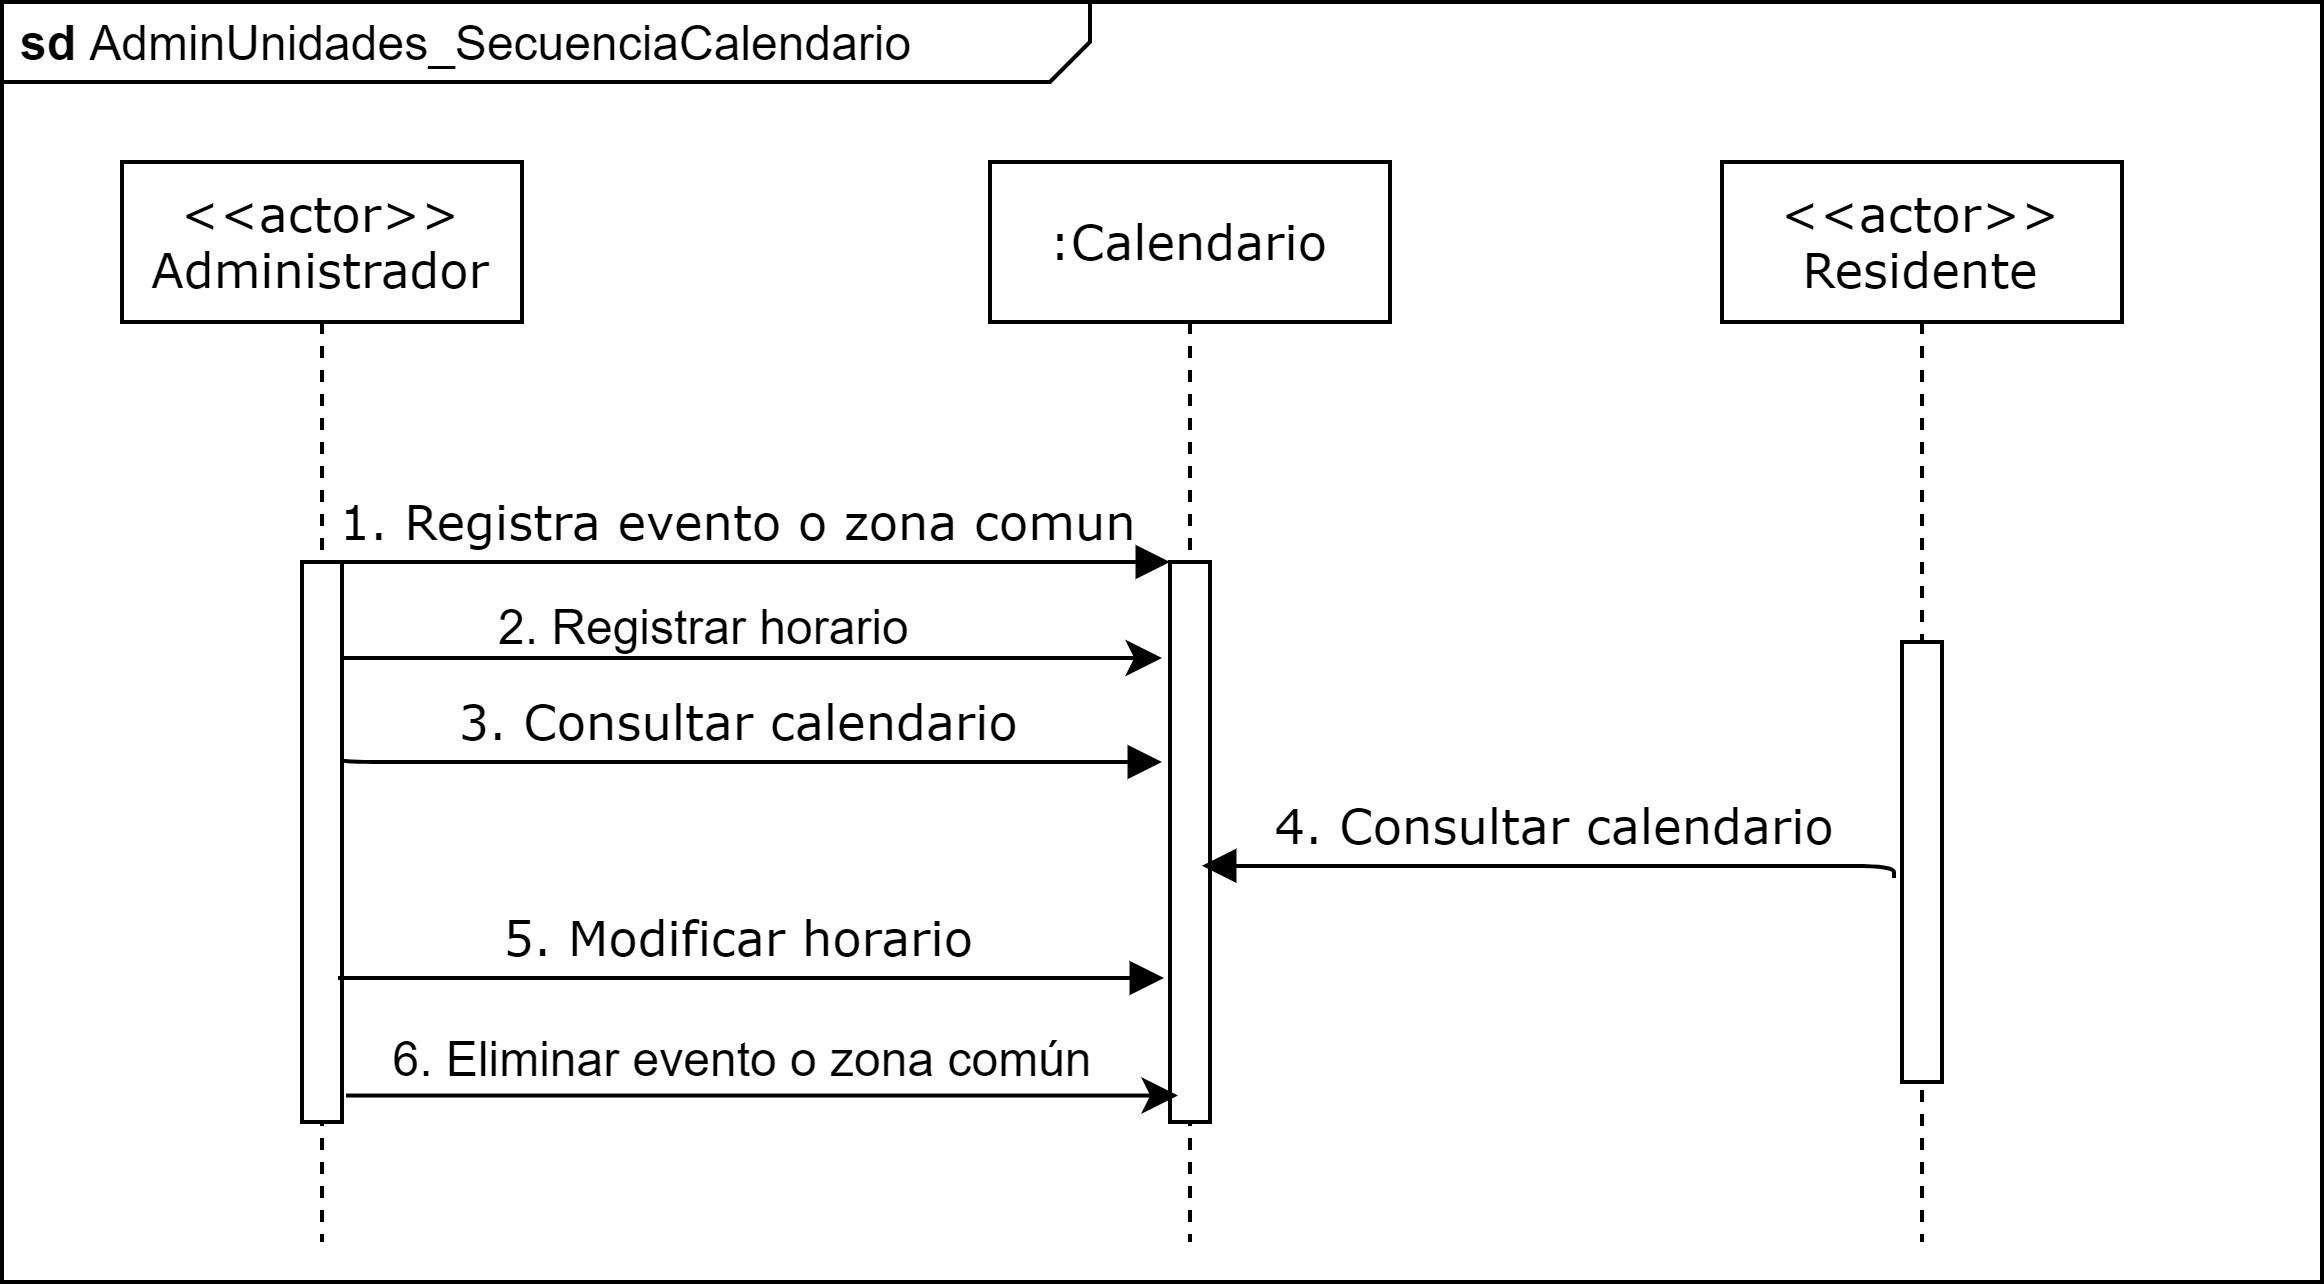 sd AdminUnidades_SecuenciaCalendario
<<actor>>
Administrador
:Calendario
<<actor>>
Residente
1. Registra evento o zona comun
2. Registrar horario
3. Consultar calendario
4. Consultar calendario
5. Modificar horario
6. Eliminar evento o zona común